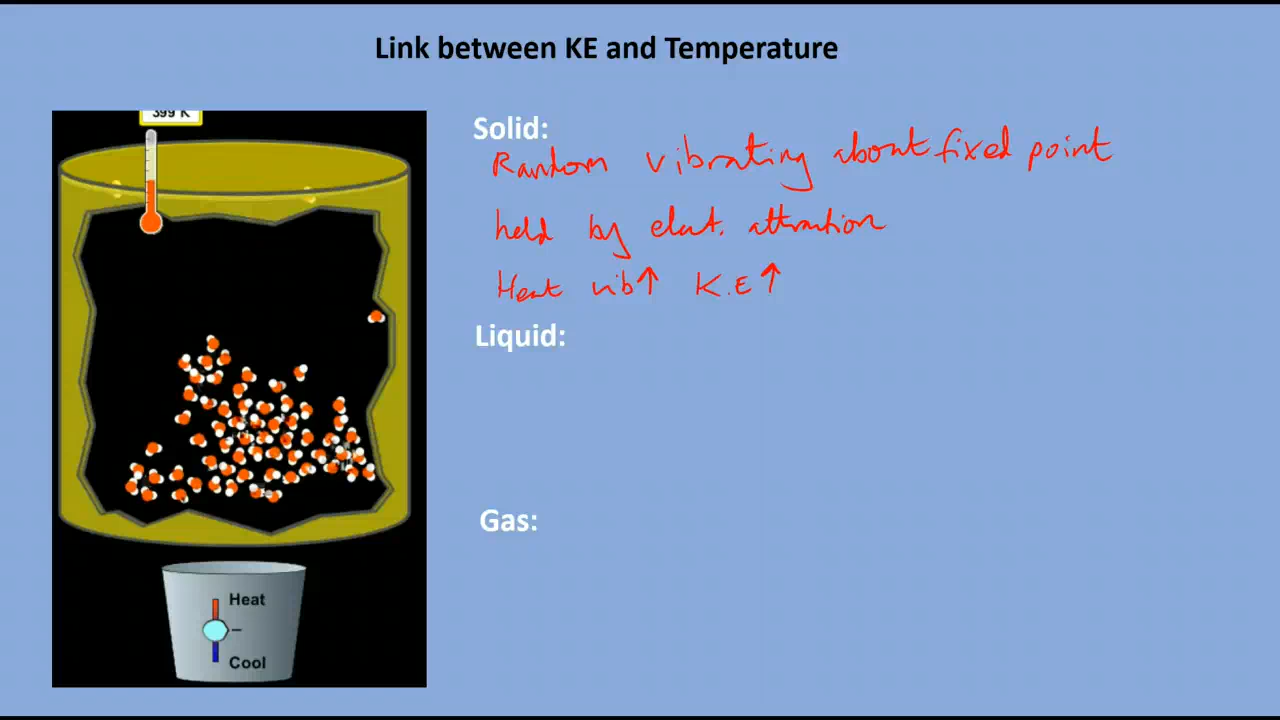 Link between KE and Temperature
399 K
Solid:
Random vibrating about fixed point
held by elect. attraction
Heat vib↑ K.E↑
Liquid:
Gas:
Heat
Cool